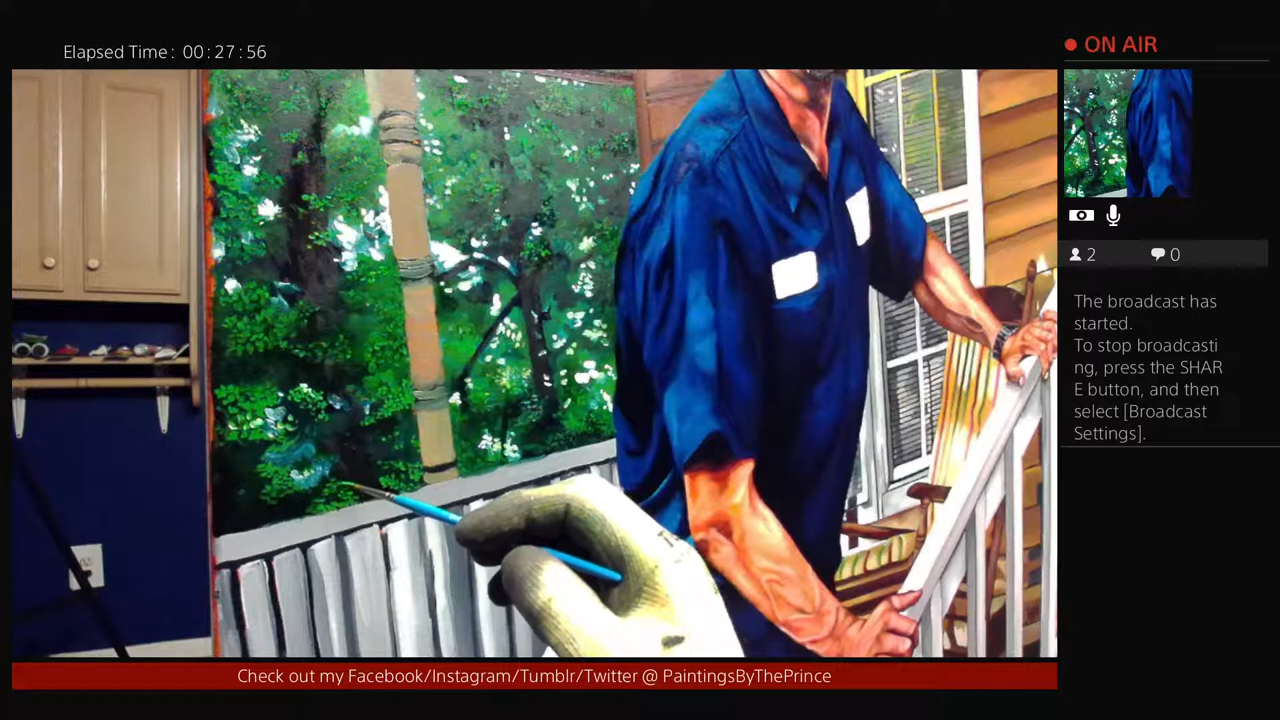 Elapsed Time: 00:27:56
ON AIR
2
0
The broadcast has
started.
To stop broadcasti
ng, press the SHAR
E button, and then
select [Broadcast
Settings].
Check out my Facebook/Instagram/Tumblr/Twitter @ PaintingsByThePrince